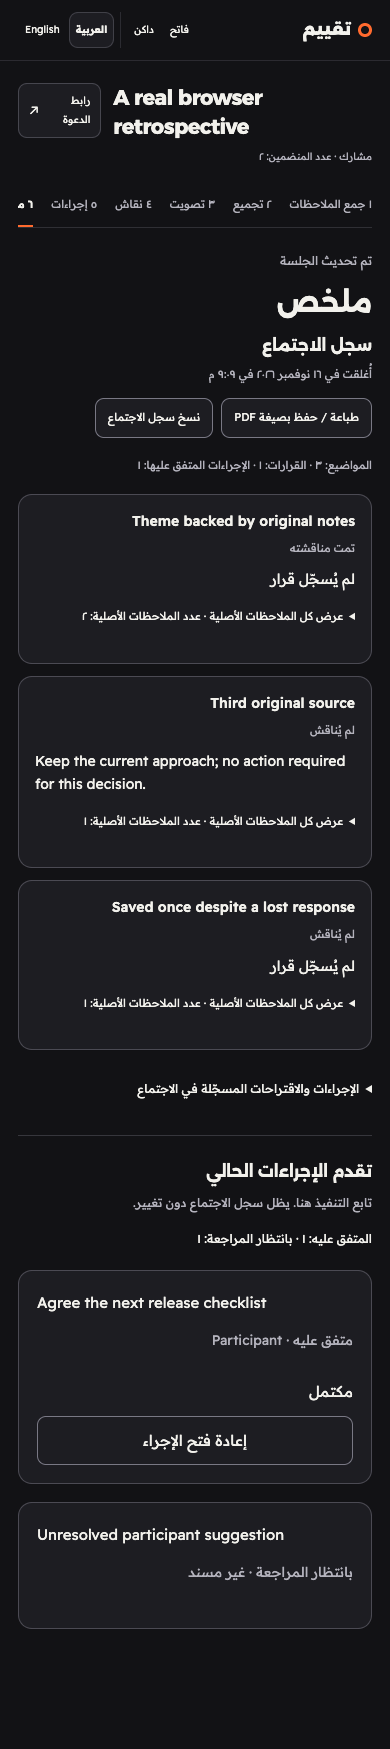 تقييم
فاتح
داكن
العربية
English
A real browser
retrospective
رابط
الدعوة
مشارك · عدد المنضمين: ٢
١ جمع الملاحظات
٢ تجميع
٣ تصويت
٤ نقاش
٥ إجراءات
٦ م
تم تحديث الجلسة
ملخص
سجل الاجتماع
أُغلقت في ١٦ نوفمبر ٢٠٢٦ في ٩:٠٩ م
طباعة / حفظ بصيغة PDF
نسخ سجل الاجتماع
المواضيع: ٣ · القرارات: ١ · الإجراءات المتفق عليها: ١
Theme backed by original notes
تمت مناقشته
لم يُسجّل قرار
عرض كل الملاحظات الأصلية · عدد الملاحظات الأصلية: ٢
Third original source
لم يُناقش
Keep the current approach; no action required
for this decision.
عرض كل الملاحظات الأصلية · عدد الملاحظات الأصلية: ١
Saved once despite a lost response
لم يُناقش
لم يُسجّل قرار
عرض كل الملاحظات الأصلية · عدد الملاحظات الأصلية: ١
الإجراءات والاقتراحات المسجّلة في الاجتماع
تقدم الإجراءات الحالي
تابع التنفيذ هنا. يظل سجل الاجتماع دون تغيير.
المتفق عليه: ١ · بانتظار المراجعة: ١
Agree the next release checklist
متفق عليه · Participant
مكتمل
إعادة فتح الإجراء
Unresolved participant suggestion
بانتظار المراجعة · غير مسند